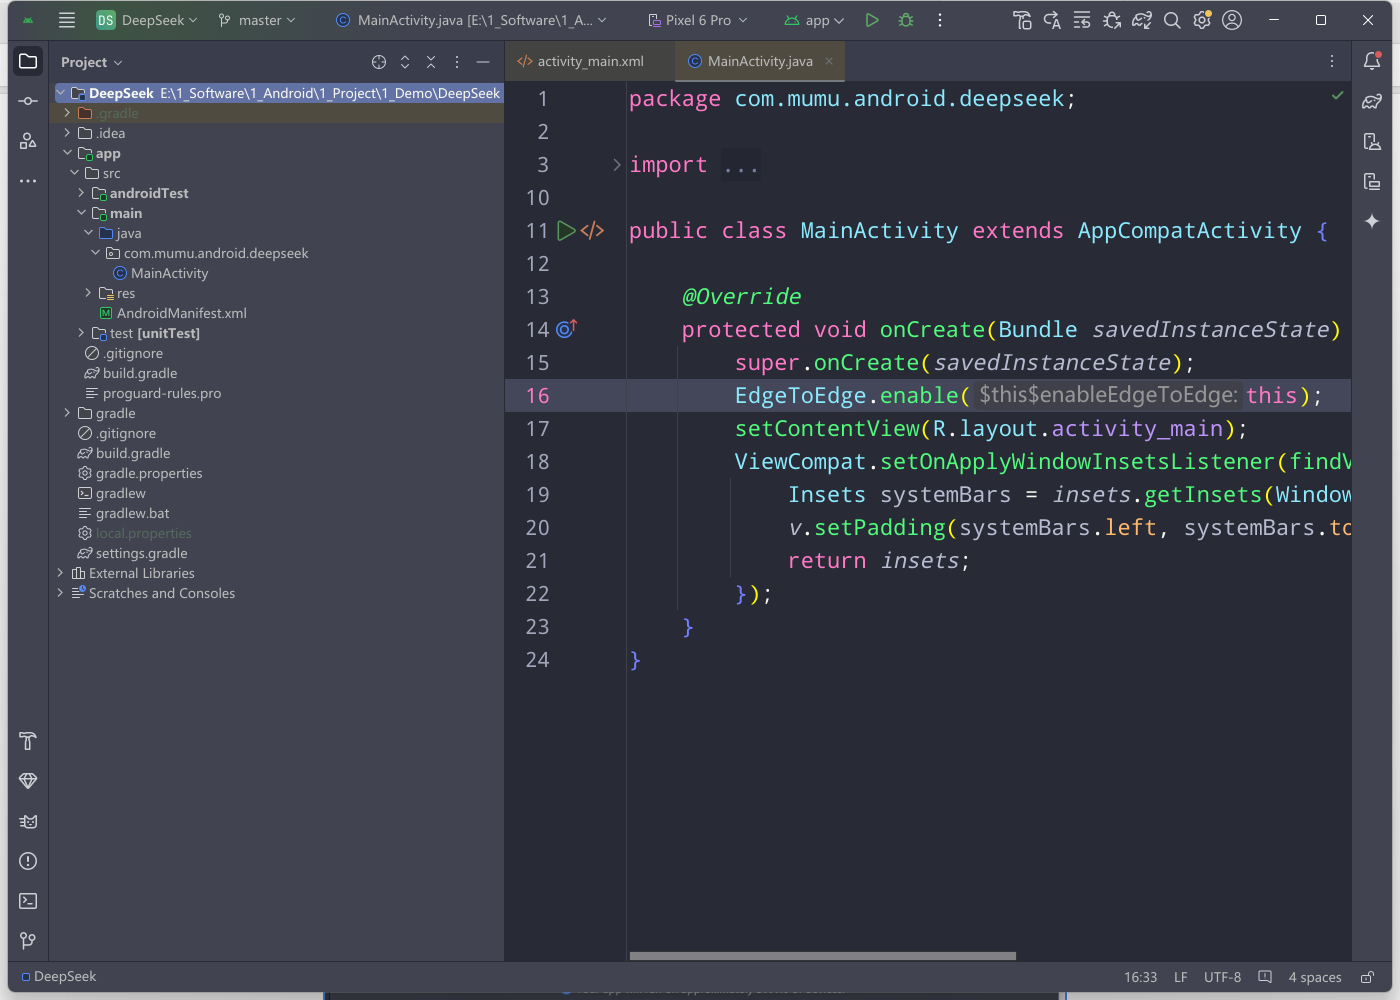 DS DeepSeek master MainActivity.java [E:\1_Software\1_A... Pixel 6 Pro app
Project
DeepSeek E:\1_Software\1_Android\1_Project\1_Demo\DeepSeek
.gradle
.idea
app
src
androidTest
main
java
com.mumu.android.deepseek
MainActivity
res
AndroidManifest.xml
test [unitTest]
.gitignore
build.gradle
proguard-rules.pro
gradle
.gitignore
build.gradle
gradle.properties
gradlew
gradlew.bat
local.properties
settings.gradle
External Libraries
Scratches and Consoles
activity_main.xml MainActivity.java
1 package com.mumu.android.deepseek;
2
3 import ...
10
11 public class MainActivity extends AppCompatActivity {
12
13 @Override
14 protected void onCreate(Bundle savedInstanceState)
15 super.onCreate(savedInstanceState);
16 EdgeToEdge.enable( $this$enableEdgeToEdge: this);
17 setContentView(R.layout.activity_main);
18 ViewCompat.setOnApplyWindowInsetsListener(findV
19 Insets systemBars = insets.getInsets(Window
20 v.setPadding(systemBars.left, systemBars.to
21 return insets;
22 });
23 }
24 }
DeepSeek 16:33 LF UTF-8 4 spaces